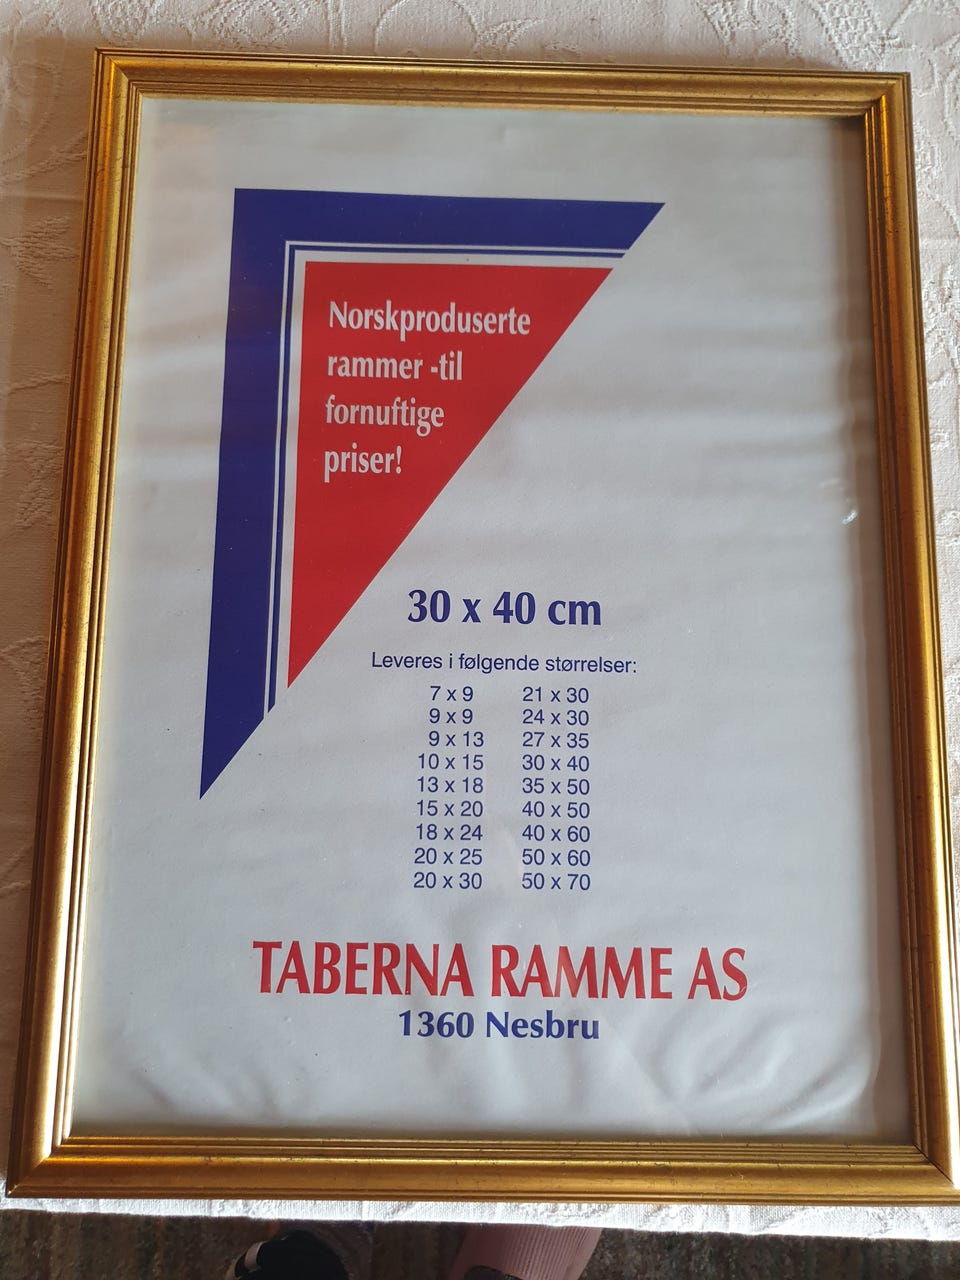 Norskproduserte
rammer -til
fornuftige
priser!
30 x 40 cm
Leveres i følgende størrelser:
7 x 9 21 x 30
9 x 9 24 x 30
9 x 13 27 x 35
10 x 15 30 x 40
13 x 18 35 x 50
15 x 20 40 x 50
18 x 24 40 x 60
20 x 25 50 x 60
20 x 30 50 x 70
TABERNA RAMME AS
1360 Nesbru